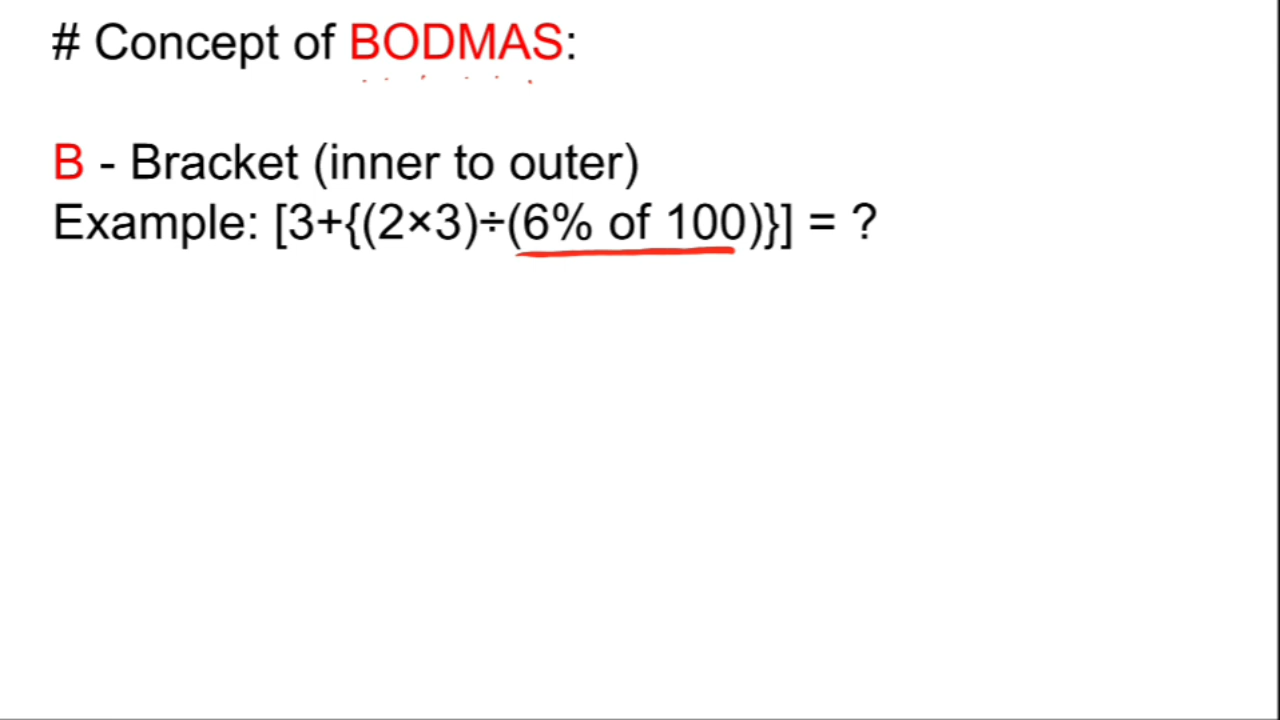 # Concept of BODMAS:
B - Bracket (inner to outer)
Example: [3+{(2×3)÷(6% of 100)}] = ?